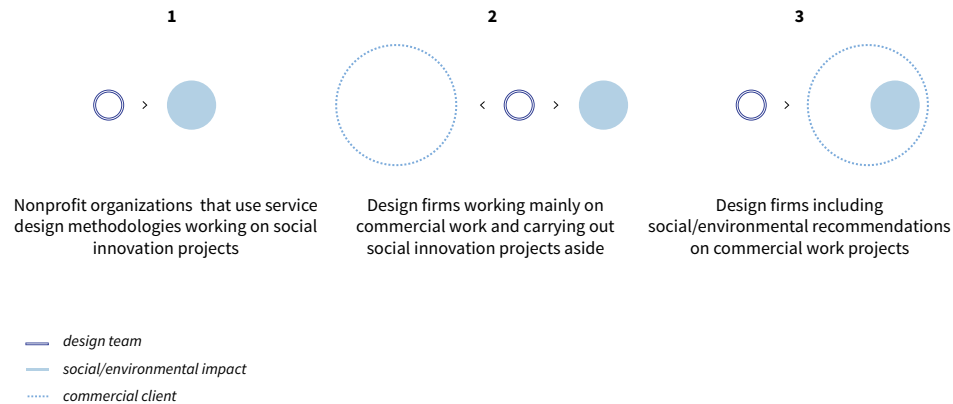 1
Nonprofit organizations that use service
design methodologies working on social
innovation projects
2
Design firms working mainly on
commercial work and carrying out
social innovation projects aside
3
Design firms including
social/environmental recommendations
on commercial work projects
design team
social/environmental impact
commercial client